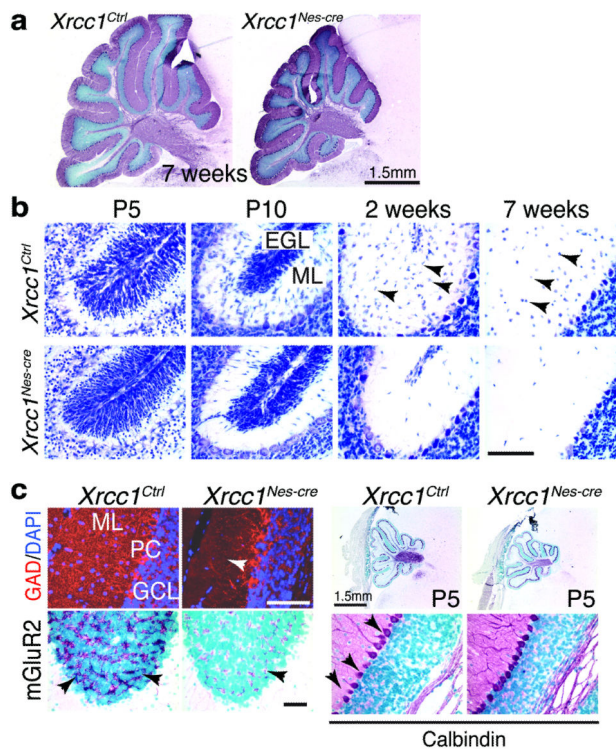 a
Xrcc1Ctrl Xrcc1Nes-cre
7 weeks
1.5mm
b
P5 P10 2 weeks 7 weeks
Xrcc1Ctrl
EGL
ML
Xrcc1Nes-cre
c
Xrcc1Ctrl Xrcc1Nes-cre Xrcc1Ctrl Xrcc1Nes-cre
GAD/DAPI
ML
PC
GCL
1.5mm
P5 P5
mGluR2
Calbindin